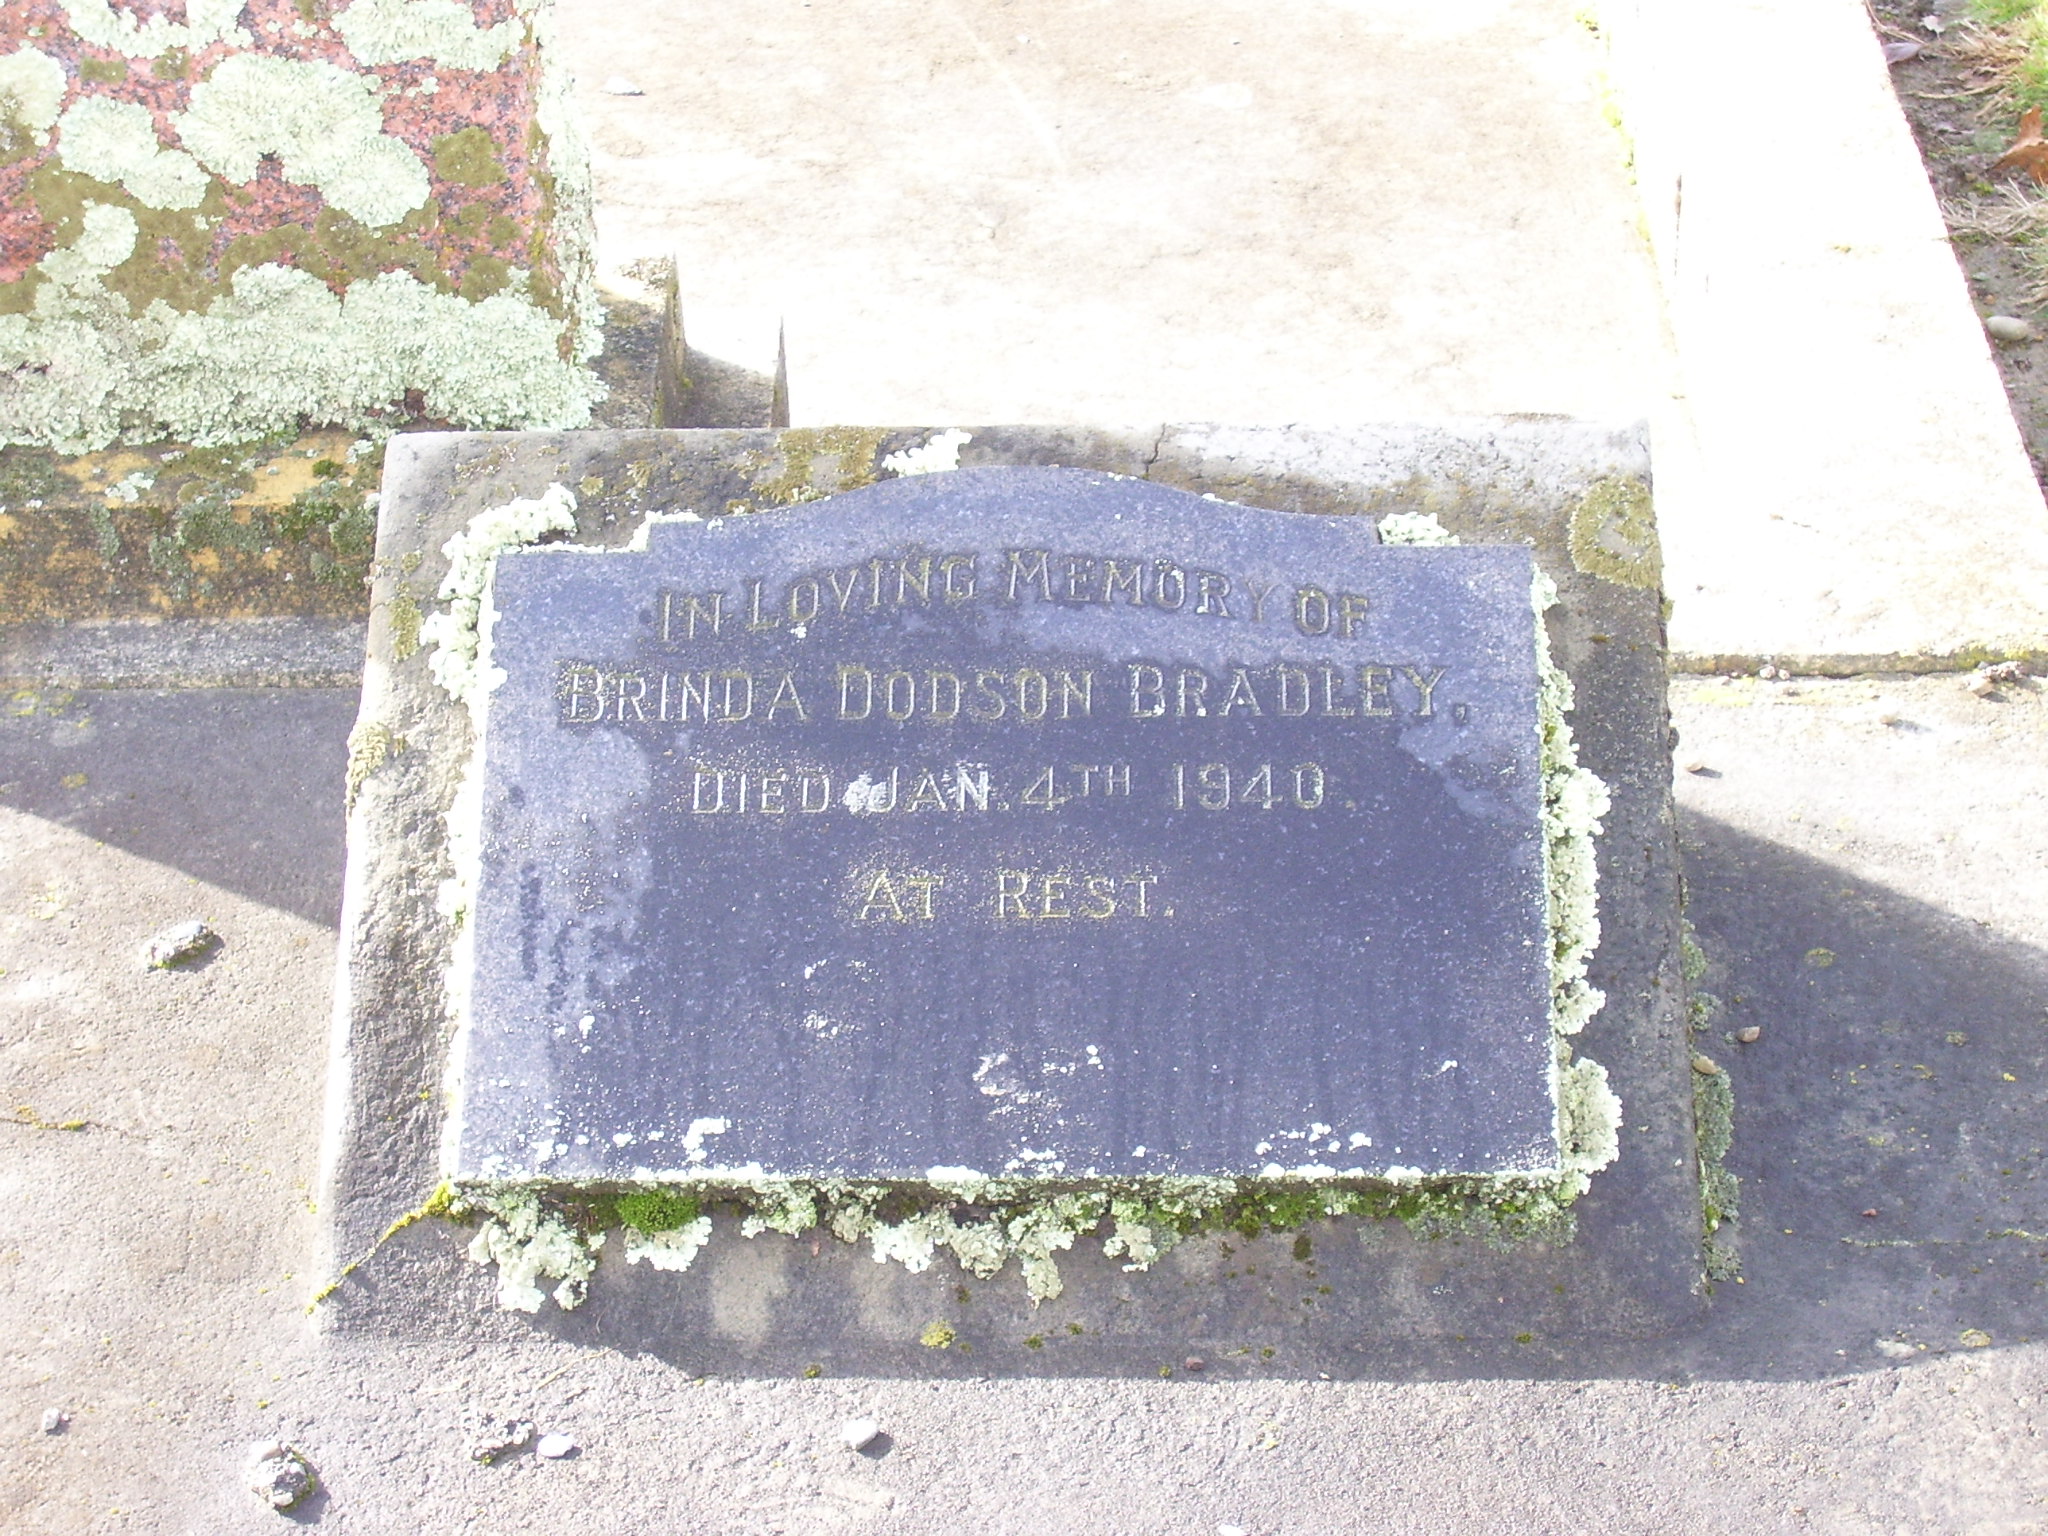 IN LOVING MEMORY OF
BRINDA DODSON BRADLEY,
DIED JAN. 4TH 1940.
AT REST.